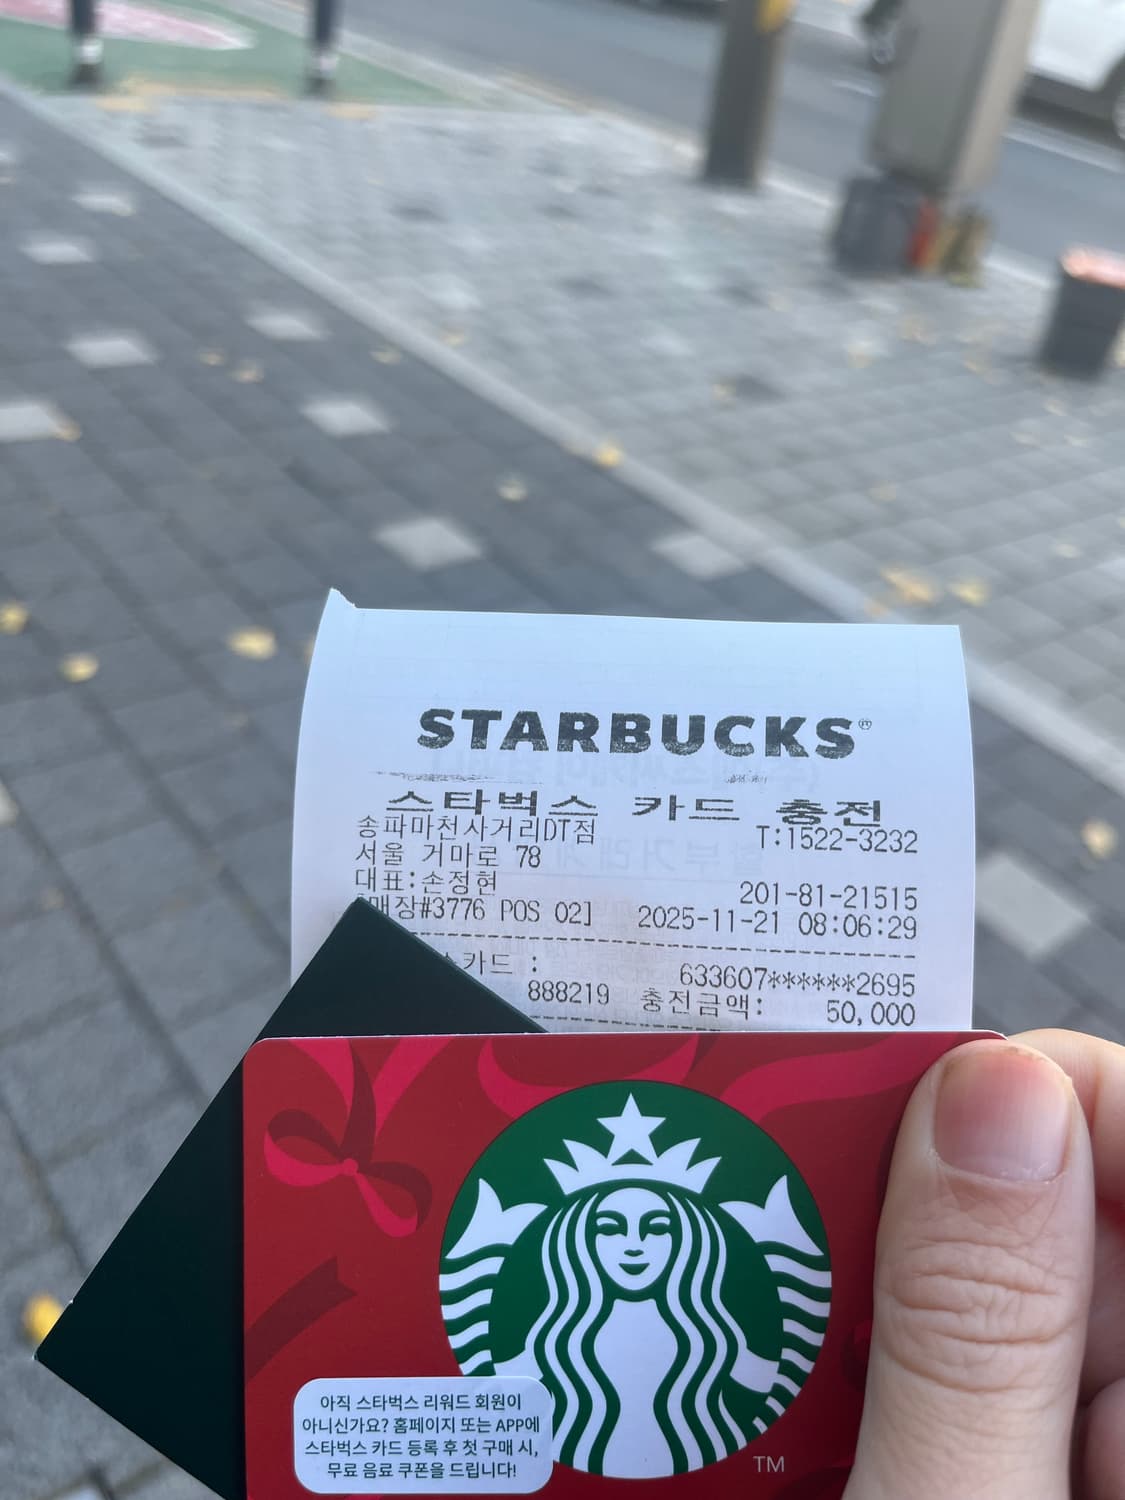 STARBUCKS®
스타벅스 카드 충전
송파마천사거리DT점 T:1522-3232
서울 거마로 78
대표:손정현 201-81-21515
매장#3776 POS 02] 2025-11-21 08:06:29
카드 : 633607******2695
888219 충전금액: 50,000
아직 스타벅스 리워드 회원이
아니신가요? 홈페이지 또는 APP에
스타벅스 카드 등록 후 첫 구매 시,
무료 음료 쿠폰을 드립니다!
TM